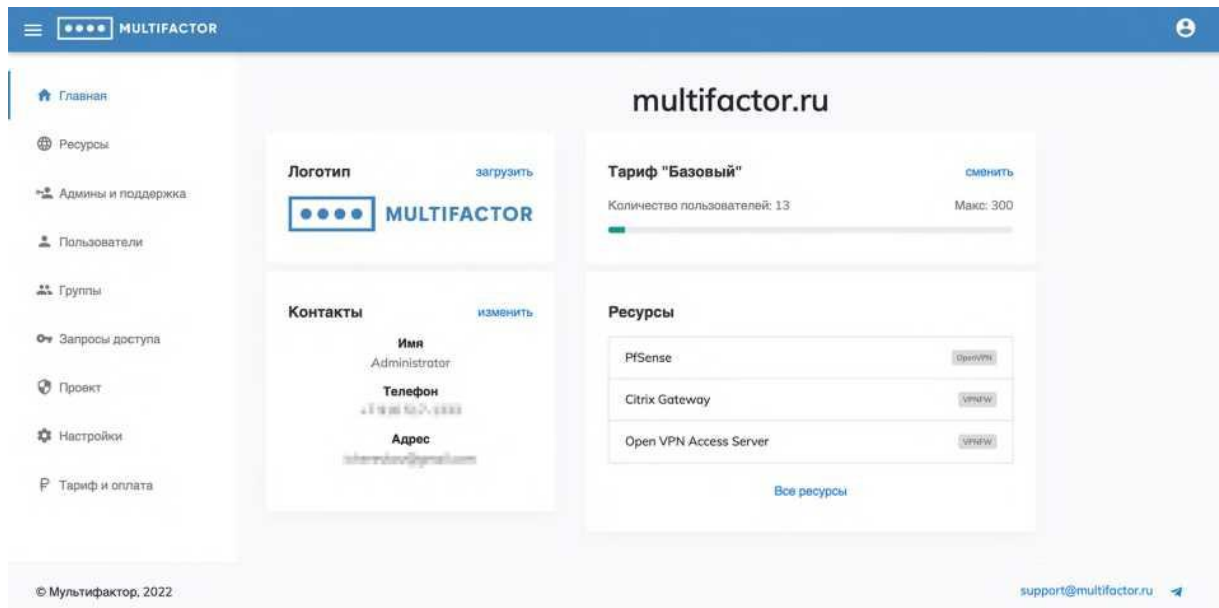 MULTIFACTOR
Главная
Ресурсы
Админы и поддержка
Пользователи
Группы
Запросы доступа
Проект
Настройки
Тариф и оплата
multifactor.ru
Логотип загрузить
MULTIFACTOR
Тариф "Базовый" сменить
Количество пользователей: 13 Макс: 300
Контакты изменить
Имя
Administrator
Телефон
Адрес
Ресурсы
PfSense OpenVPN
Citrix Gateway VPNFW
Open VPN Access Server VPNFW
Все ресурсы
© Мультифактор, 2022 support@multifactor.ru